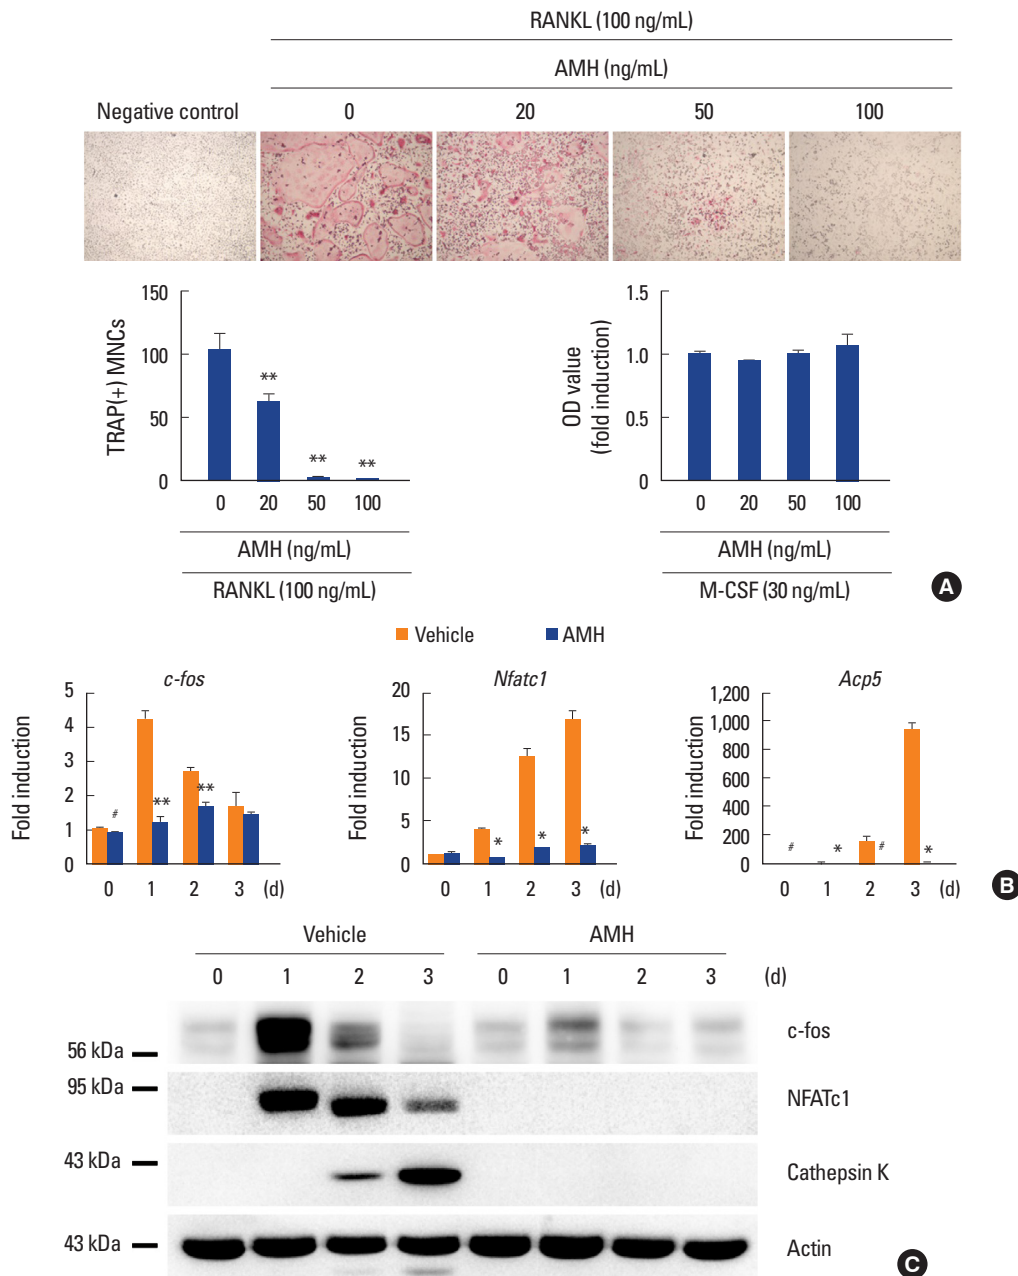 RANKL (100 ng/mL)
AMH (ng/mL)
Negative control 0 20 50 100
150
100
50
0
TRAP(+) MNCs
**
**
**
0 20 50 100
AMH (ng/mL)
RANKL (100 ng/mL)
1.5
1.0
0.5
0
OD value
(fold induction)
0 20 50 100
AMH (ng/mL)
M-CSF (30 ng/mL)
A
Vehicle AMH
c-fos
5
4
3
2
1
0
Fold induction
#
**
**
0 1 2 3 (d)
Nfatc1
20
15
10
5
0
Fold induction
*
*
*
0 1 2 3 (d)
Acp5
1,200
1,000
800
600
400
200
0
Fold induction
#
*
#
*
0 1 2 3 (d)
B
Vehicle AMH
0 1 2 3 0 1 2 3 (d)
56 kDa c-fos
95 kDa NFATc1
43 kDa Cathepsin K
43 kDa Actin
C